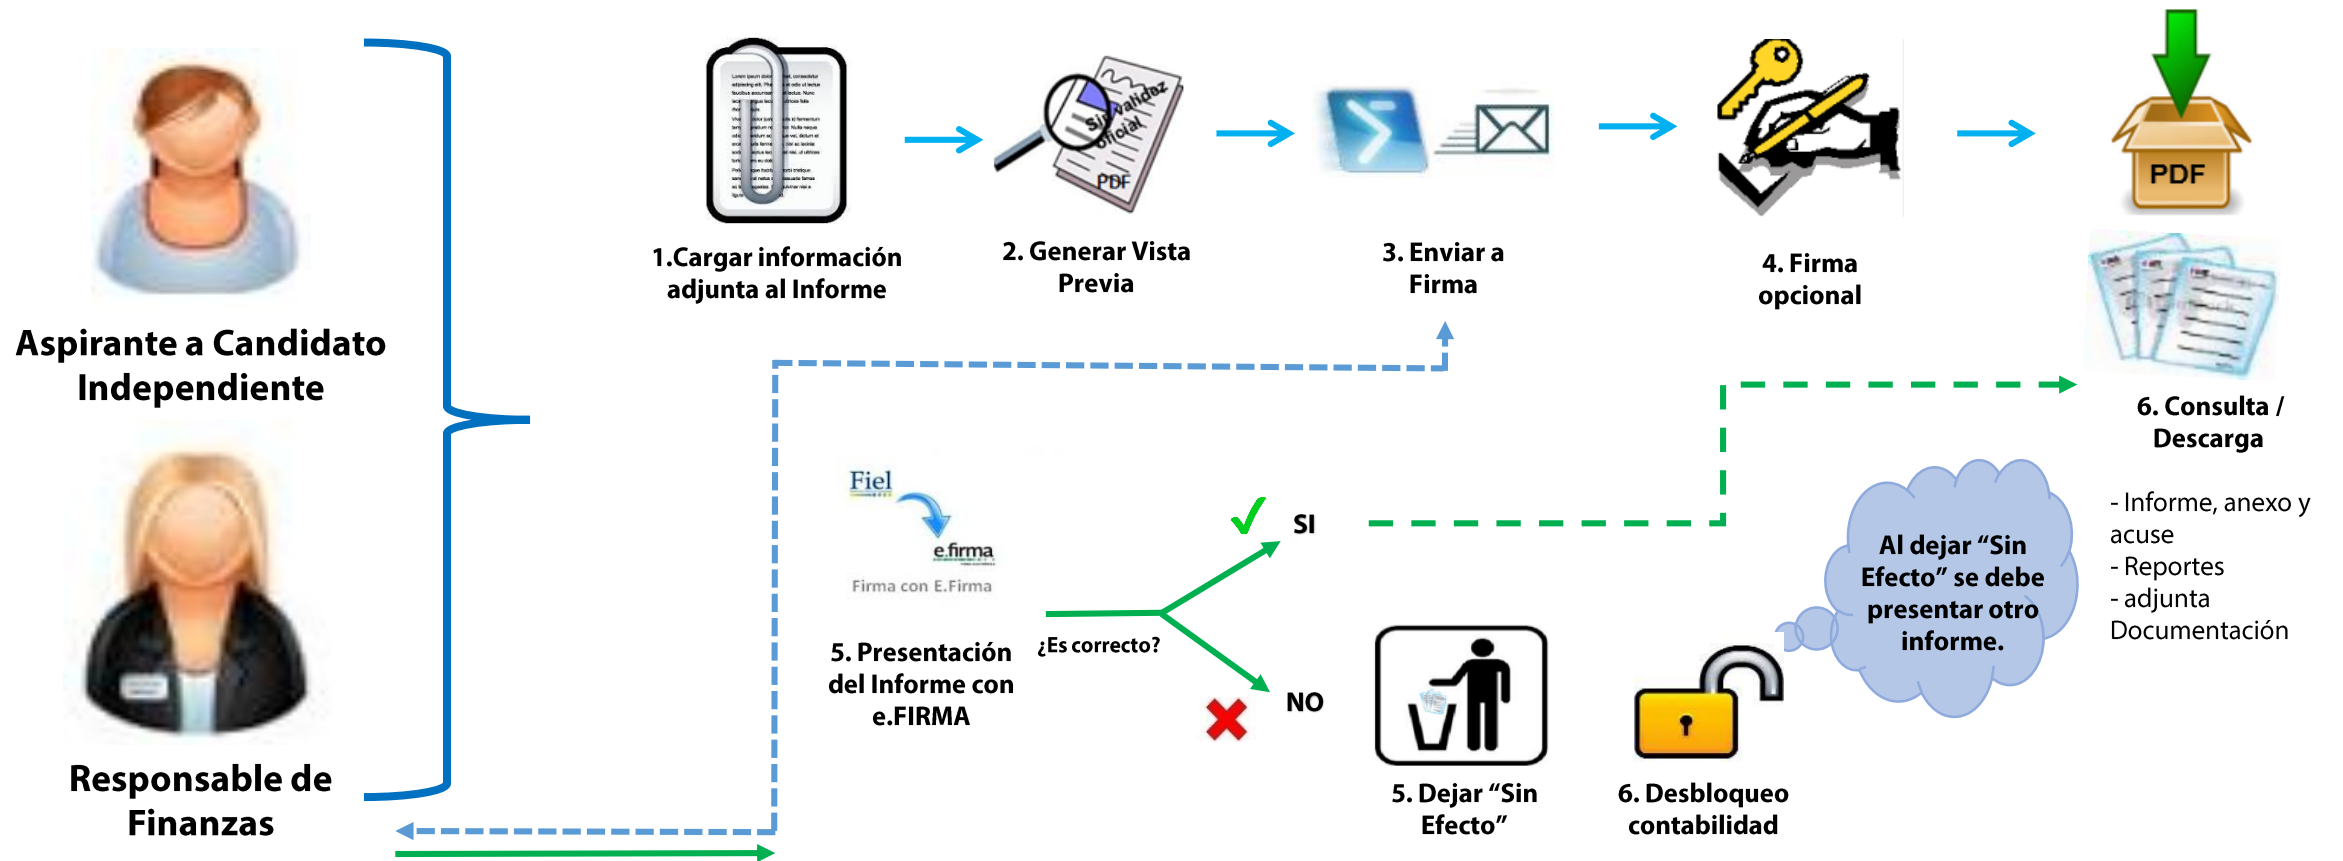 Aspirante a Candidato
Independiente
Responsable de
Finanzas
Sin validez
oficial
PDF
PDF
1.Cargar información
adjunta al Informe
2. Generar Vista
Previa
3. Enviar a
Firma
4. Firma
opcional
6. Consulta /
Descarga
- Informe, anexo y
acuse
- Reportes
- adjunta
Documentación
Fiel
e.firma
Firma con E.Firma
5. Presentación
del Informe con
e.FIRMA
¿Es correcto?
SI
NO
5. Dejar “Sin
Efecto”
6. Desbloqueo
contabilidad
Al dejar “Sin
Efecto” se debe
presentar otro
informe.